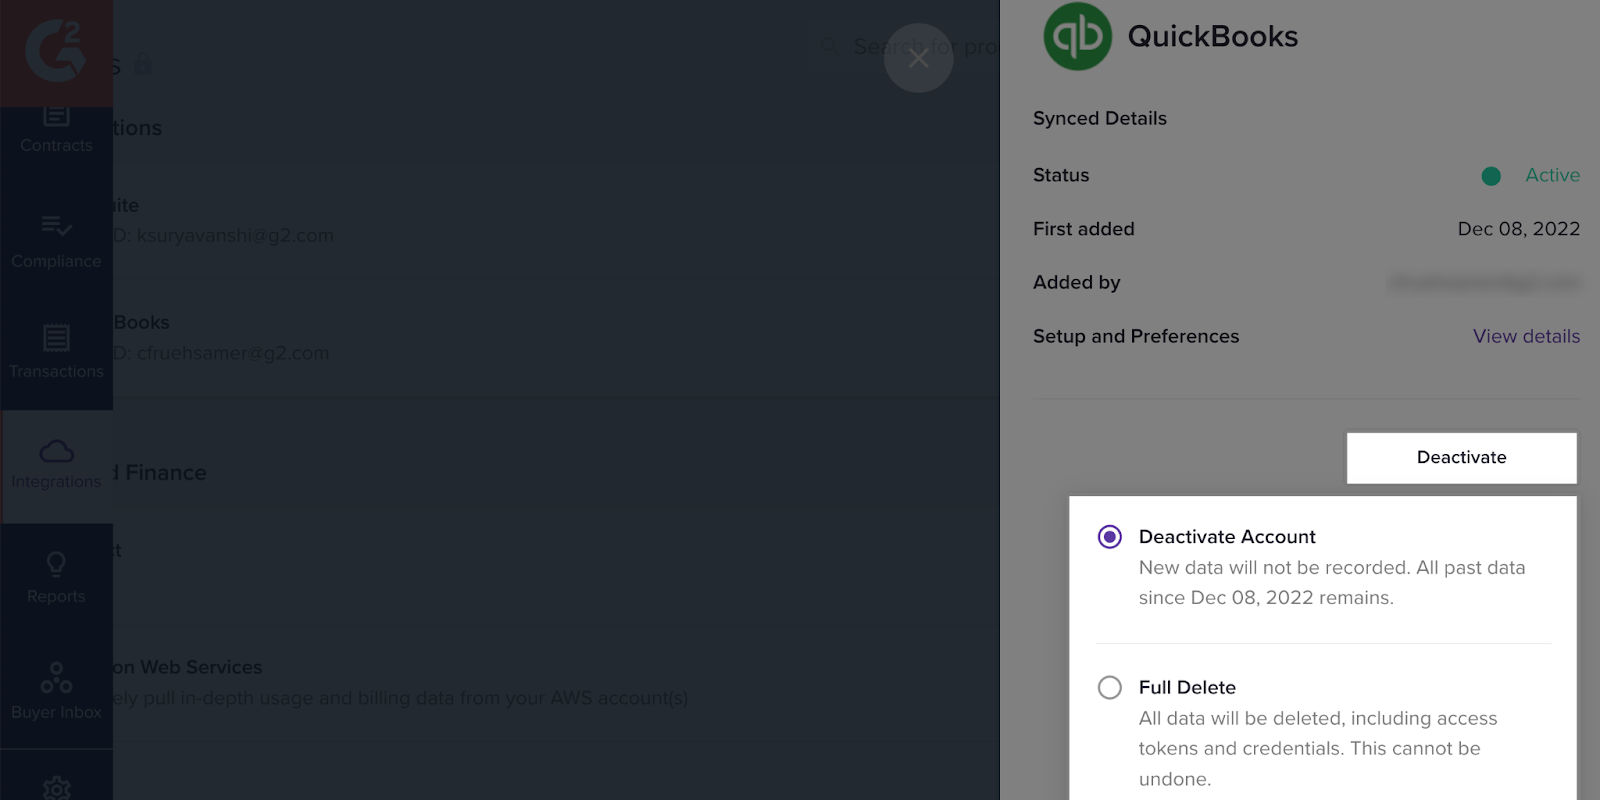 G2
s
Search for pro
Contracts
tions
uite
D: ksuryavanshi@g2.com
Compliance
Books
D: cfruehsamer@g2.com
Transactions
d Finance
Integrations
ct
Reports
on Web Services
ely pull in-depth usage and billing data from your AWS account(s)
Buyer Inbox
qb QuickBooks
Synced Details
Status Active
First added Dec 08, 2022
Added by
Setup and Preferences View details
Deactivate
Deactivate Account
New data will not be recorded. All past data
since Dec 08, 2022 remains.
Full Delete
All data will be deleted, including access
tokens and credentials. This cannot be
undone.